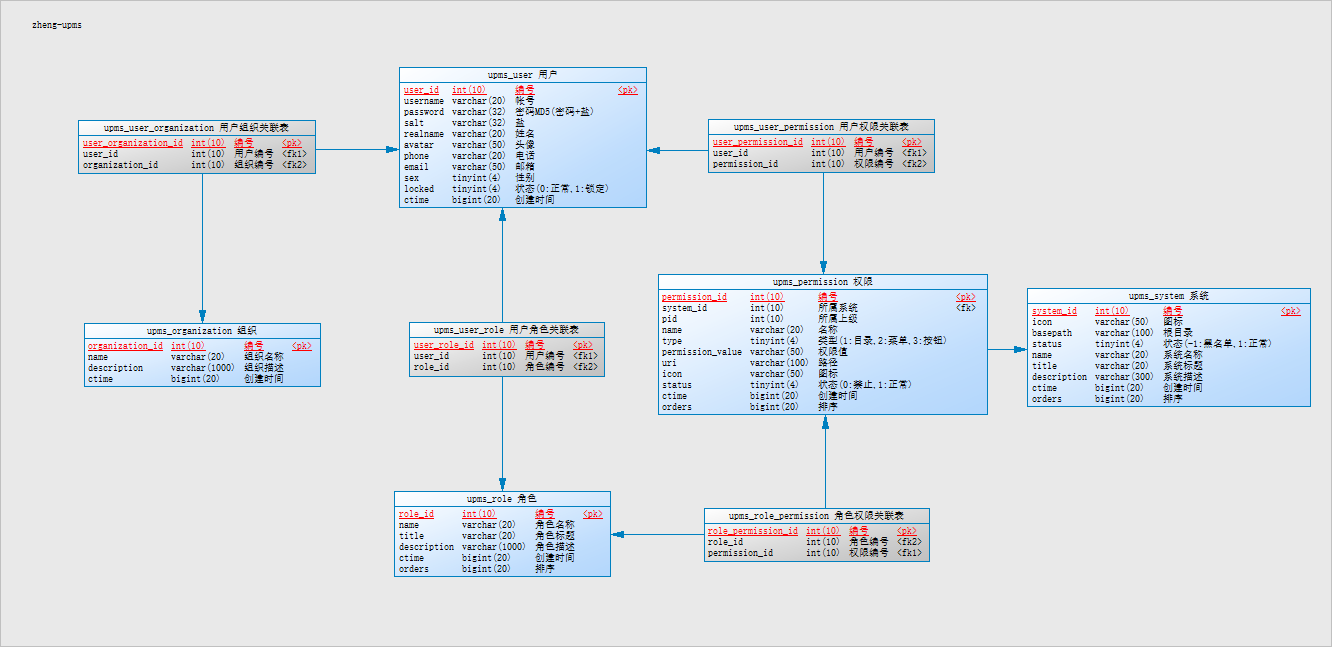 zheng-upms
upms_user 用户
user_id int(10) 编号 <pk>
username varchar(20) 帐号
password varchar(32) 密码MD5(密码+盐)
salt varchar(32) 盐
realname varchar(20) 姓名
avatar varchar(50) 头像
phone varchar(20) 电话
email varchar(50) 邮箱
sex tinyint(4) 性别
locked tinyint(4) 状态(0:正常,1:锁定)
ctime bigint(20) 创建时间
upms_user_organization 用户组织关联表
user_organization_id int(10) 编号 <pk>
user_id int(10) 用户编号 <fk1>
organization_id int(10) 组织编号 <fk2>
upms_user_permission 用户权限关联表
user_permission_id int(10) 编号 <pk>
user_id int(10) 用户编号 <fk1>
permission_id int(10) 权限编号 <fk2>
upms_organization 组织
organization_id int(10) 编号 <pk>
name varchar(20) 组织名称
description varchar(1000) 组织描述
ctime bigint(20) 创建时间
upms_user_role 用户角色关联表
user_role_id int(10) 编号 <pk>
user_id int(10) 用户编号 <fk1>
role_id int(10) 角色编号 <fk2>
upms_permission 权限
permission_id int(10) 编号 <pk>
system_id int(10) 所属系统 <fk>
pid int(10) 所属上级
name varchar(20) 名称
type tinyint(4) 类型(1:目录,2:菜单,3:按钮)
permission_value varchar(50) 权限值
uri varchar(100) 路径
icon varchar(50) 图标
status tinyint(4) 状态(0:禁止,1:正常)
ctime bigint(20) 创建时间
orders bigint(20) 排序
upms_system 系统
system_id int(10) 编号 <pk>
icon varchar(50) 图标
basepath varchar(100) 根目录
status tinyint(4) 状态(-1:黑名单,1:正常)
name varchar(20) 系统名称
title varchar(20) 系统标题
description varchar(300) 系统描述
ctime bigint(20) 创建时间
orders bigint(20) 排序
upms_role 角色
role_id int(10) 编号 <pk>
name varchar(20) 角色名称
title varchar(20) 角色标题
description varchar(1000) 角色描述
ctime bigint(20) 创建时间
orders bigint(20) 排序
upms_role_permission 角色权限关联表
role_permission_id int(10) 编号 <pk>
role_id int(10) 角色编号 <fk2>
permission_id int(10) 权限编号 <fk1>